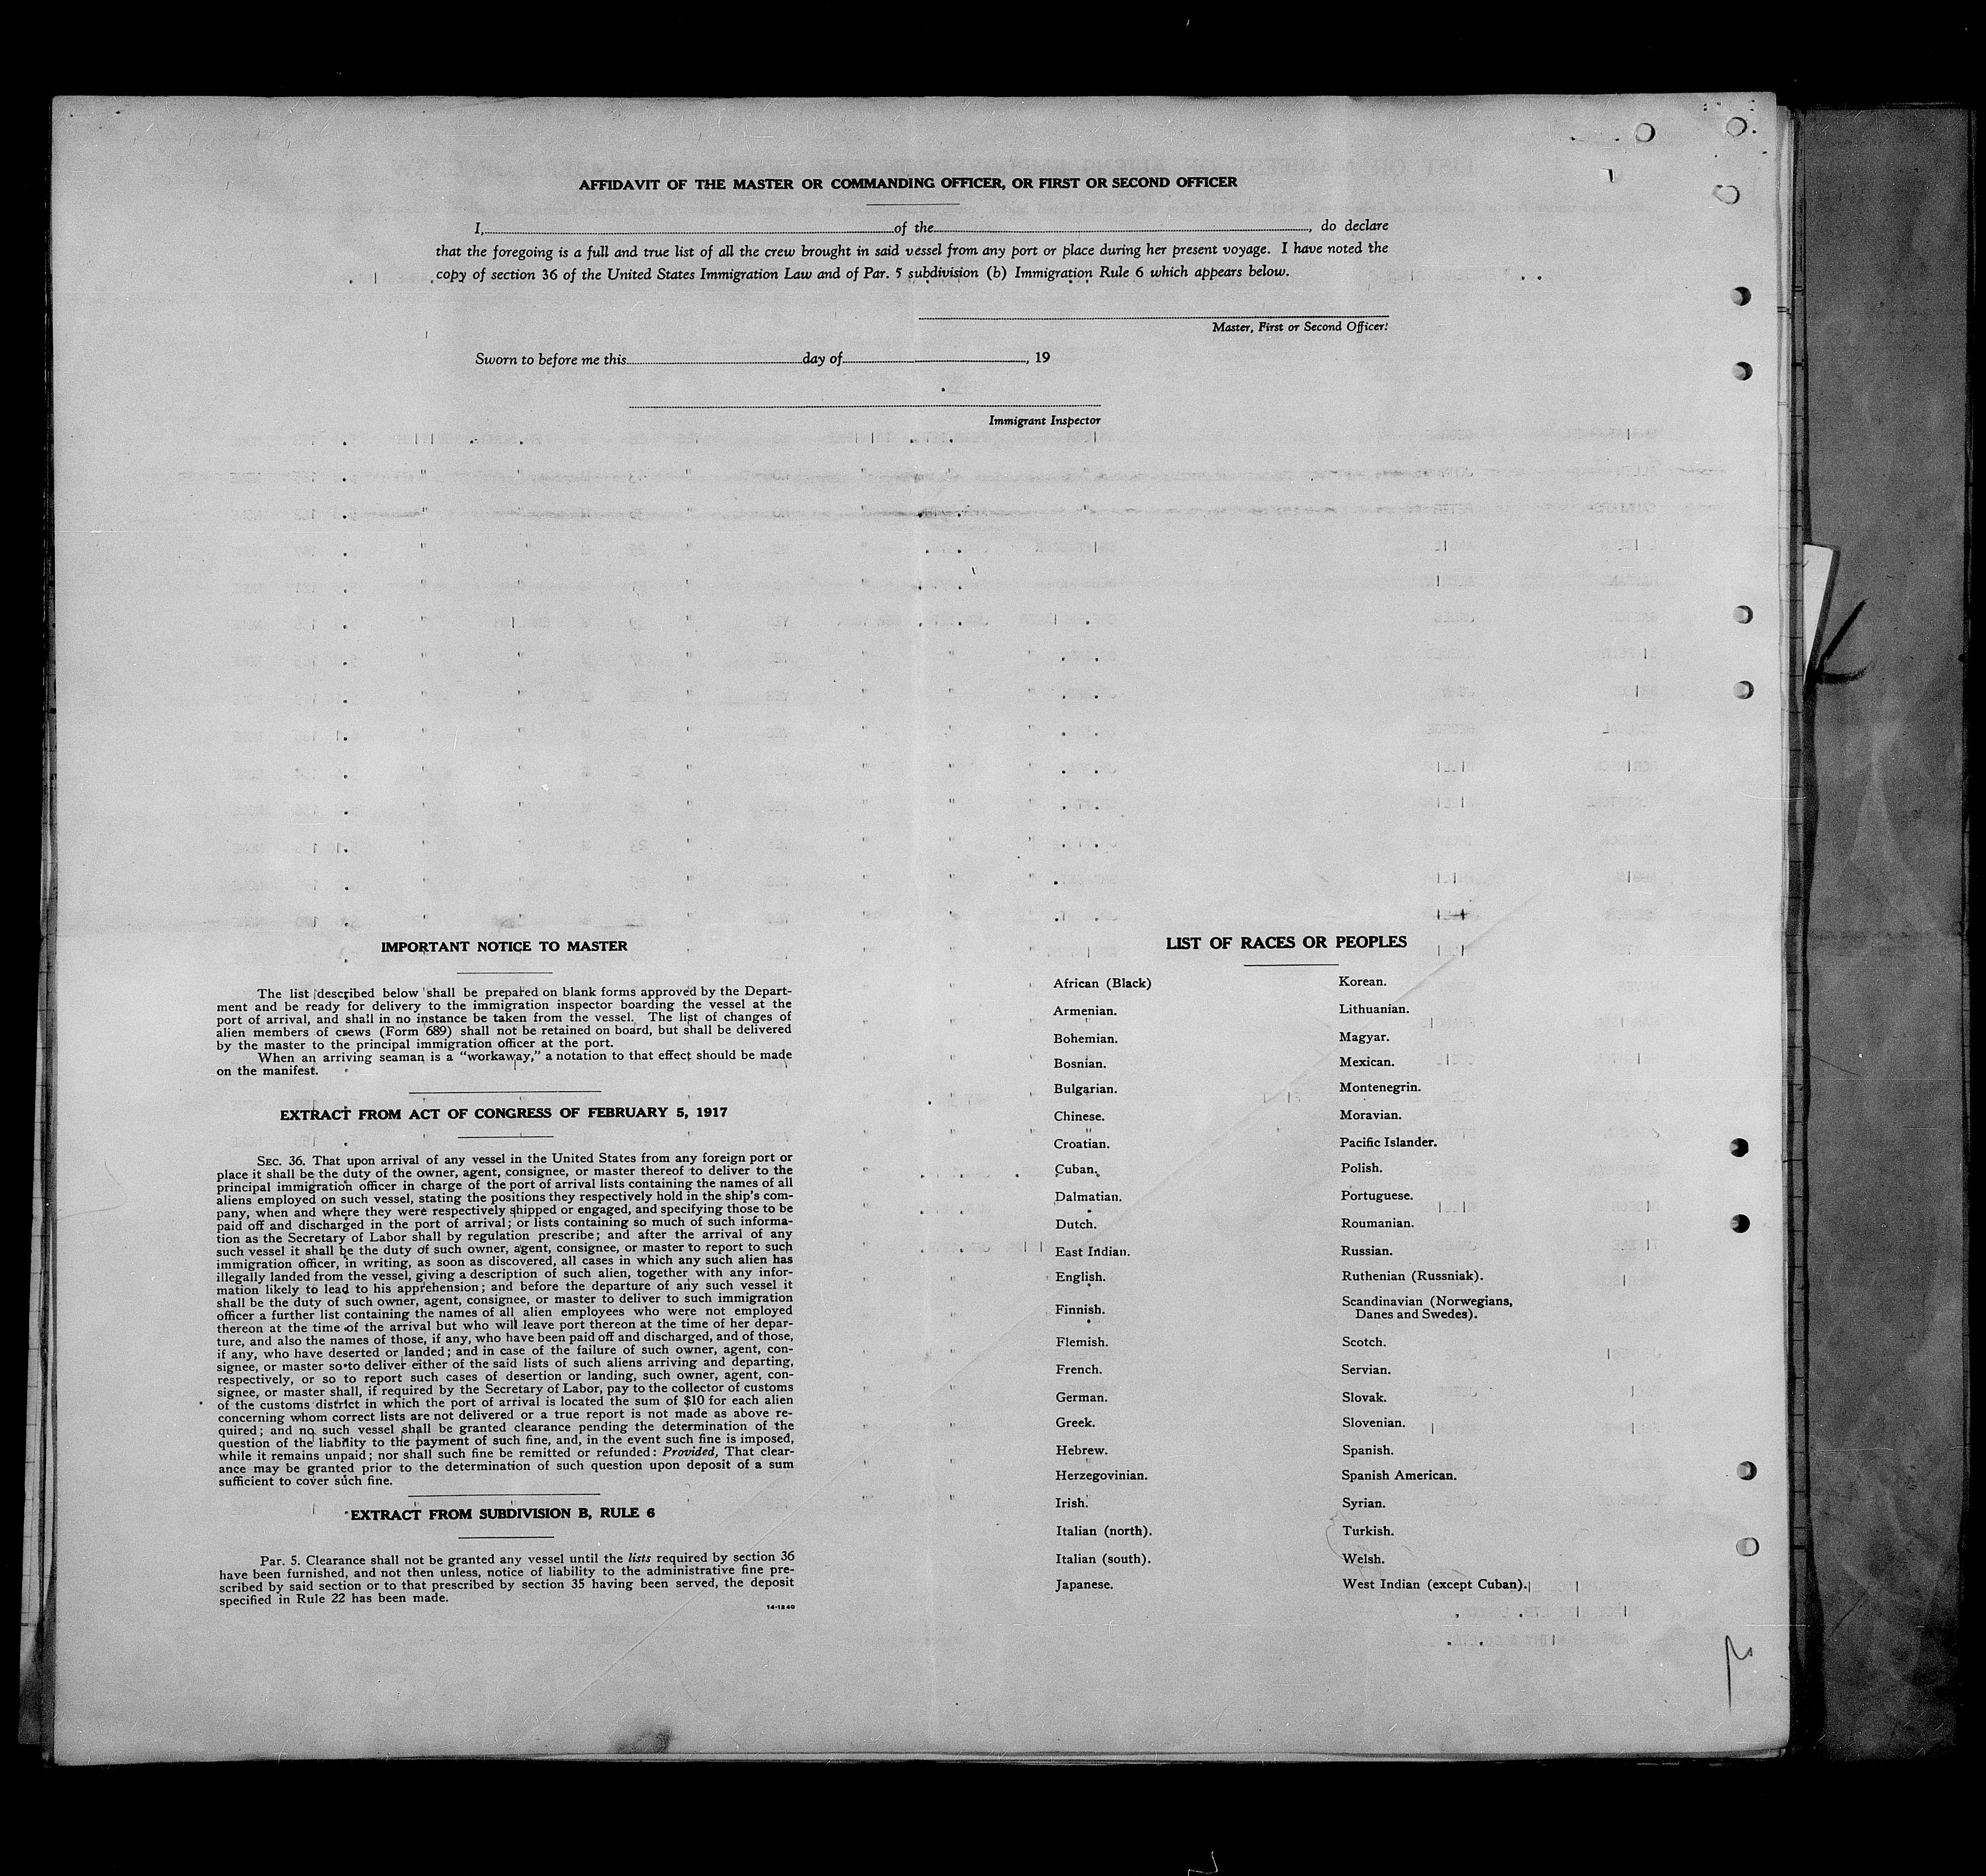 AFFIDAVIT OF THE MASTER OR COMMANDING OFFICER, OR FIRST OR SECOND OFFICER
I, of the , do declare
that the foregoing is a full and true list of all the crew brought in said vessel from any port or place during her present voyage. I have noted the
copy of section 36 of the United States Immigration Law and of Par. 5 subdivision (b) Immigration Rule 6 which appears below.
Master, First or Second Officer.
Sworn to before me this day of , 19
Immigrant Inspector
IMPORTANT NOTICE TO MASTER
The list described below shall be prepared on blank forms approved by the Depart-
ment and be ready for delivery to the immigration inspector boarding the vessel at the
port of arrival, and shall in no instance be taken from the vessel. The list of changes of
alien members of crews (Form 689) shall not be retained on board, but shall be delivered
by the master to the principal immigration officer at the port.
When an arriving seaman is a “workaway,” a notation to that effect should be made
on the manifest.
EXTRACT FROM ACT OF CONGRESS OF FEBRUARY 5, 1917
SEC. 36. That upon arrival of any vessel in the United States from any foreign port or
place it shall be the duty of the owner, agent, consignee, or master thereof to deliver to the
principal immigration officer in charge of the port of arrival lists containing the names of all
aliens employed on such vessel, stating the positions they respectively hold in the ship's com-
pany, when and where they were respectively shipped or engaged, and specifying those to be
paid off and discharged in the port of arrival; or lists containing so much of such informa-
tion as the Secretary of Labor shall by regulation prescribe; and after the arrival of any
such vessel it shall be the duty of such owner, agent, consignee, or master to report to such
immigration officer, in writing, as soon as discovered, all cases in which any such alien has
illegally landed from the vessel, giving a description of such alien, together with any infor-
mation likely to lead to his apprehension; and before the departure of any such vessel it
shall be the duty of such owner, agent, consignee, or master to deliver to such immigration
officer a further list containing the names of all alien employees who were not employed
thereon at the time of the arrival but who will leave port thereon at the time of her depar-
ture, and also the names of those, if any, who have been paid off and discharged, and of those,
if any, who have deserted or landed; and in case of the failure of such owner, agent, con-
signee, or master so to deliver either of the said lists of such aliens arriving and departing,
respectively, or so to report such cases of desertion or landing, such owner, agent, con-
signee, or master shall, if required by the Secretary of Labor, pay to the collector of customs
of the customs district in which the port of arrival is located the sum of $10 for each alien
concerning whom correct lists are not delivered or a true report is not made as above re-
quired; and no such vessel shall be granted clearance pending the determination of the
question of the liability to the payment of such fine, and, in the event such fine is imposed,
while it remains unpaid; nor shall such fine be remitted or refunded: Provided, That clear-
ance may be granted prior to the determination of such question upon deposit of a sum
sufficient to cover such fine.
EXTRACT FROM SUBDIVISION B, RULE 6
Par. 5. Clearance shall not be granted any vessel until the lists required by section 36
have been furnished, and not then unless, notice of liability to the administrative fine pre-
scribed by said section or to that prescribed by section 35 having been served, the deposit
specified in Rule 22 has been made.
14-1240
LIST OF RACES OR PEOPLES
African (Black)
Armenian.
Bohemian.
Bosnian.
Bulgarian.
Chinese.
Croatian.
Cuban.
Dalmatian.
Dutch.
East Indian.
English.
Finnish.
Flemish.
French.
German.
Greek.
Hebrew.
Herzegovinian.
Irish.
Italian (north).
Italian (south).
Japanese.
Korean.
Lithuanian.
Magyar.
Mexican.
Montenegrin.
Moravian.
Pacific Islander.
Polish.
Portuguese.
Roumanian.
Russian.
Ruthenian (Russniak).
Scandinavian (Norwegians,
Danes and Swedes).
Scotch.
Servian.
Slovak.
Slovenian.
Spanish.
Spanish American.
Syrian.
Turkish.
Welsh.
West Indian (except Cuban).